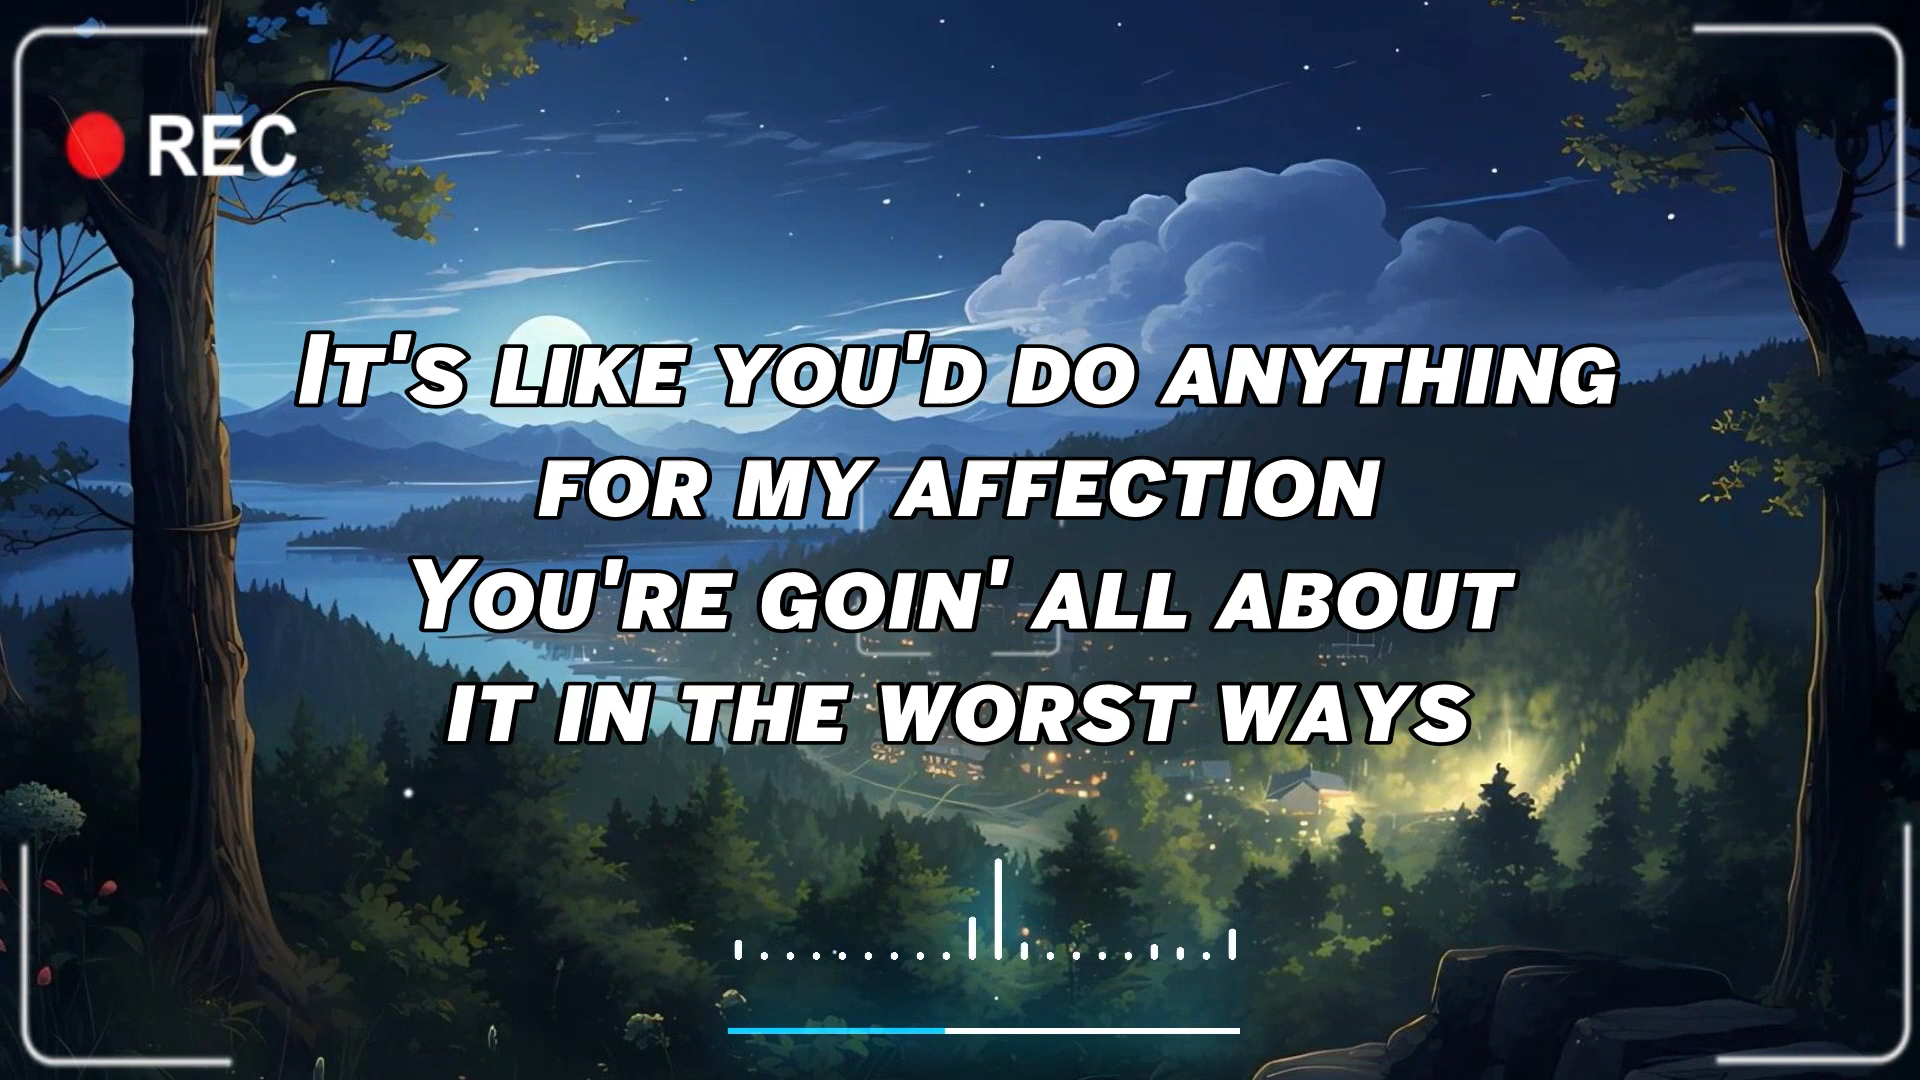 REC
It's like you'd do anything
for my affection
You're goin' all about
it in the worst ways